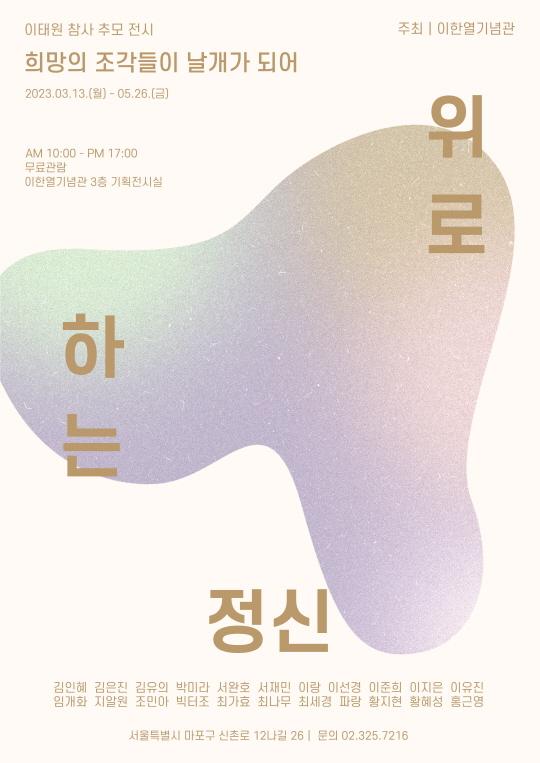 이태원 참사 추모 전시
주최 | 이한열기념관
희망의 조각들이 날개가 되어
2023.03.13.(월) - 05.26.(금)
AM 10:00 - PM 17:00
무료관람
이한열기념관 3층 기획전시실
위
로
하
는
정신
김인혜 김은진 김유의 박미라 서완호 서재민 이랑 이선경 이준희 이지은 이유진
임개화 지알원 조민아 빅터조 최가효 최나무 최세경 파랑 황지현 황혜성 홍근영
서울특별시 마포구 신촌로 12나길 26 | 문의 02.325.7216